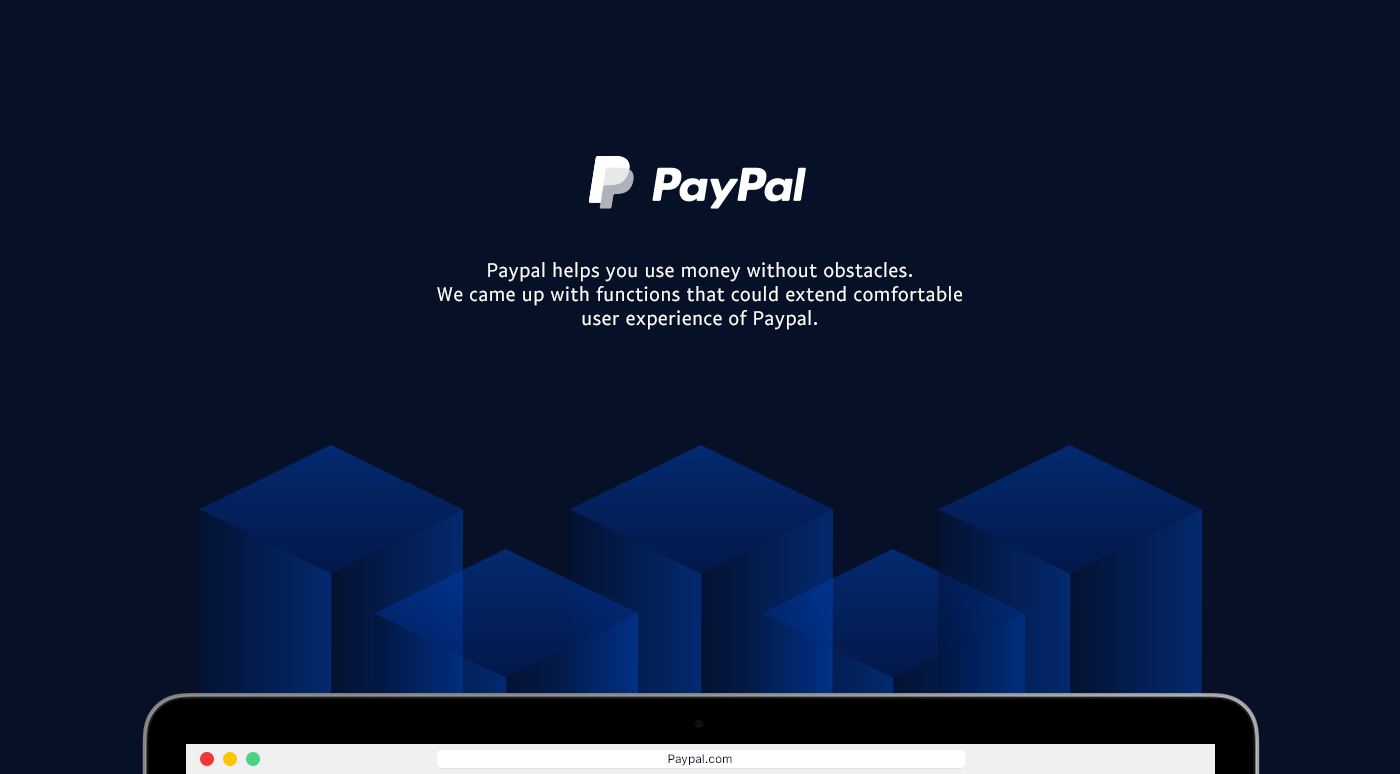 PayPal
Paypal helps you use money without obstacles.
We came up with functions that could extend comfortable
user experience of Paypal.
Paypal.com